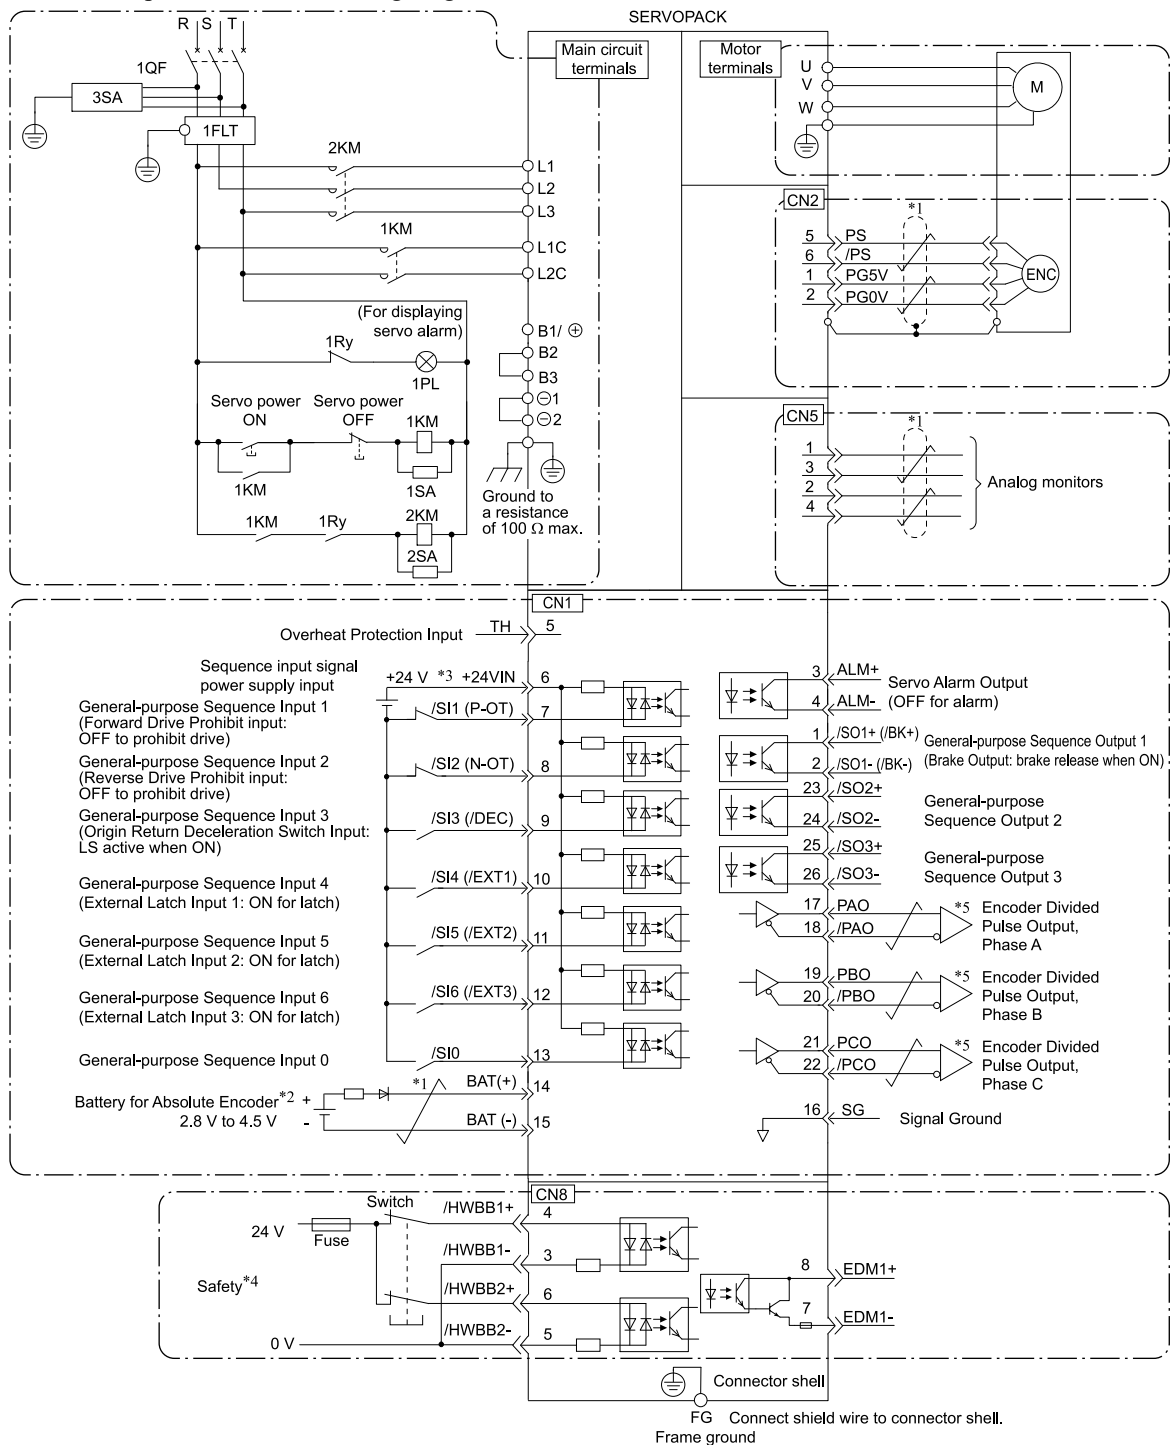 SERVOPACK
R S T
Main circuit
terminals
Motor
terminals
1QF
3SA
1FLT
U
V
W
M
2KM
L1
L2
L3
1KM
L1C
L2C
CN2
*1
5 PS
6 /PS
1 PG5V
2 PG0V
ENC
(For displaying
servo alarm)
1Ry
1PL
B1/ ⊕
B2
B3
⊖1
⊖2
Servo power
ON
Servo power
OFF
1KM
1KM
1SA
Ground to
a resistance
of 100 Ω max.
1KM
1Ry
2KM
2SA
CN5
*1
1
3
2
4
Analog monitors
CN1
Overheat Protection Input
TH 5
Sequence input signal
power supply input
+24 V *3 +24VIN 6
General-purpose Sequence Input 1
(Forward Drive Prohibit input:
OFF to prohibit drive)
/SI1 (P-OT) 7
General-purpose Sequence Input 2
(Reverse Drive Prohibit input:
OFF to prohibit drive)
/SI2 (N-OT) 8
General-purpose Sequence Input 3
(Origin Return Deceleration Switch Input:
LS active when ON)
/SI3 (/DEC) 9
General-purpose Sequence Input 4
(External Latch Input 1: ON for latch)
/SI4 (/EXT1) 10
General-purpose Sequence Input 5
(External Latch Input 2: ON for latch)
/SI5 (/EXT2) 11
General-purpose Sequence Input 6
(External Latch Input 3: ON for latch)
/SI6 (/EXT3) 12
General-purpose Sequence Input 0
/SI0 13
Battery for Absolute Encoder*2 +
2.8 V to 4.5 V -
*1
BAT(+) 14
BAT (-) 15
3 ALM+
4 ALM-
Servo Alarm Output
(OFF for alarm)
1 /SO1+ (/BK+)
2 /SO1- (/BK-)
General-purpose Sequence Output 1
(Brake Output: brake release when ON)
23 /SO2+
24 /SO2-
General-purpose
Sequence Output 2
25 /SO3+
26 /SO3-
General-purpose
Sequence Output 3
17 PAO
18 /PAO
*5 Encoder Divided
Pulse Output,
Phase A
19 PBO
20 /PBO
*5 Encoder Divided
Pulse Output,
Phase B
21 PCO
22 /PCO
*5 Encoder Divided
Pulse Output,
Phase C
16 SG
Signal Ground
CN8
Switch
24 V
Fuse
Safety*4
0 V
/HWBB1+ 4
/HWBB1- 3
/HWBB2+ 6
/HWBB2- 5
8 EDM1+
7 EDM1-
Connector shell
FG Connect shield wire to connector shell.
Frame ground